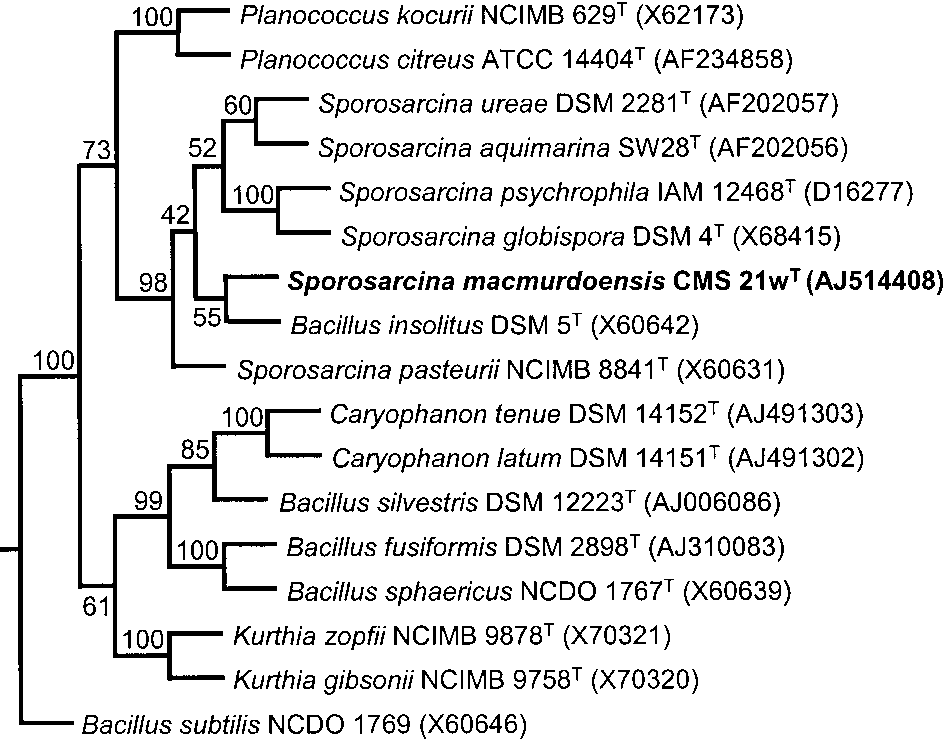 100 Planococcus kocurii NCIMB 629ᵀ (X62173)
Planococcus citreus ATCC 14404ᵀ (AF234858)
60 Sporosarcina ureae DSM 2281ᵀ (AF202057)
73 52 Sporosarcina aquimarina SW28ᵀ (AF202056)
100 Sporosarcina psychrophila IAM 12468ᵀ (D16277)
42 Sporosarcina globispora DSM 4ᵀ (X68415)
98 Sporosarcina macmurdoensis CMS 21wᵀ (AJ514408)
55 Bacillus insolitus DSM 5ᵀ (X60642)
100 Sporosarcina pasteurii NCIMB 8841ᵀ (X60631)
100 Caryophanon tenue DSM 14152ᵀ (AJ491303)
85 Caryophanon latum DSM 14151ᵀ (AJ491302)
99 Bacillus silvestris DSM 12223ᵀ (AJ006086)
100 Bacillus fusiformis DSM 2898ᵀ (AJ310083)
61 Bacillus sphaericus NCDO 1767ᵀ (X60639)
100 Kurthia zopfii NCIMB 9878ᵀ (X70321)
Kurthia gibsonii NCIMB 9758ᵀ (X70320)
Bacillus subtilis NCDO 1769 (X60646)